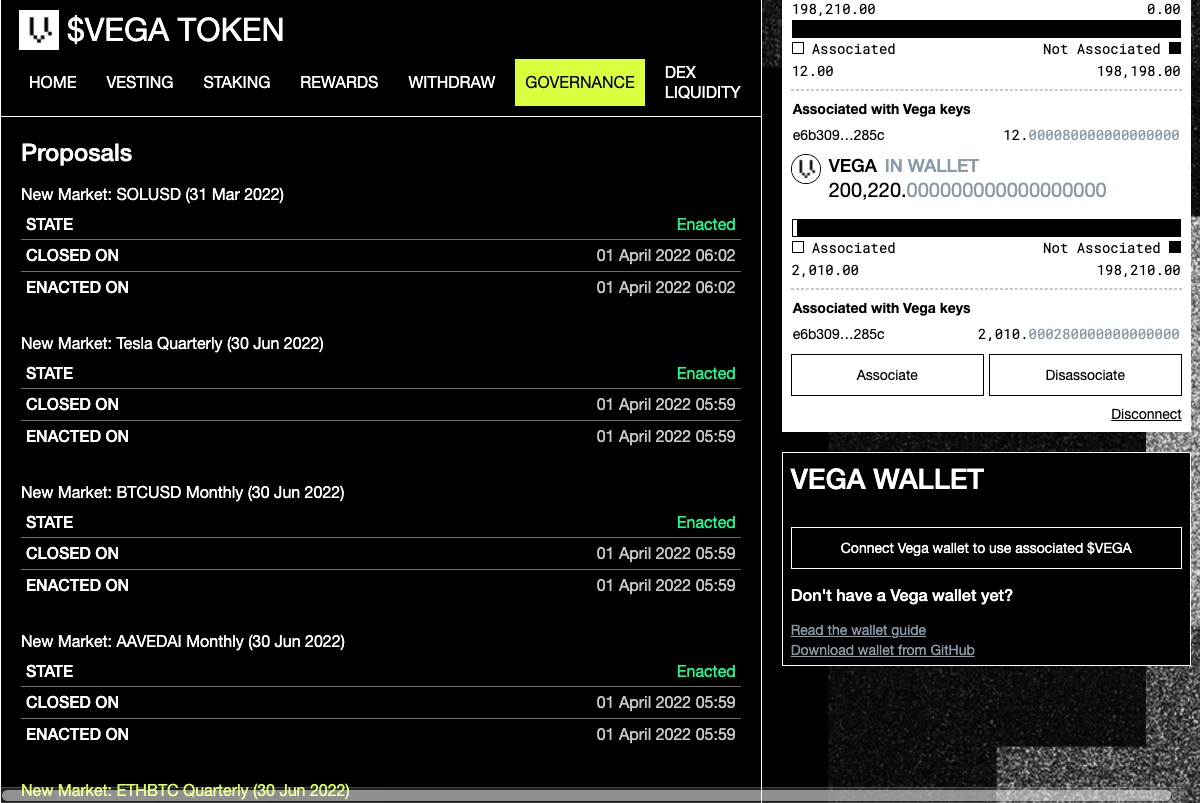 $VEGA TOKEN
HOME VESTING STAKING REWARDS WITHDRAW GOVERNANCE DEX LIQUIDITY
Proposals
New Market: SOLUSD (31 Mar 2022)
STATE Enacted
CLOSED ON 01 April 2022 06:02
ENACTED ON 01 April 2022 06:02
New Market: Tesla Quarterly (30 Jun 2022)
STATE Enacted
CLOSED ON 01 April 2022 05:59
ENACTED ON 01 April 2022 05:59
New Market: BTCUSD Monthly (30 Jun 2022)
STATE Enacted
CLOSED ON 01 April 2022 05:59
ENACTED ON 01 April 2022 05:59
New Market: AAVEDAI Monthly (30 Jun 2022)
STATE Enacted
CLOSED ON 01 April 2022 05:59
ENACTED ON 01 April 2022 05:59
New Market: ETHBTC Quarterly (30 Jun 2022)
198,210.00 0.00
Associated Not Associated
12.00 198,198.00
Associated with Vega keys
e6b309…285c 12.000080000000000000
VEGA IN WALLET
200,220.000000000000000000
Associated Not Associated
2,010.00 198,210.00
Associated with Vega keys
e6b309…285c 2,010.000280000000000000
Associate Disassociate
Disconnect
VEGA WALLET
Connect Vega wallet to use associated $VEGA
Don't have a Vega wallet yet?
Read the wallet guide
Download wallet from GitHub